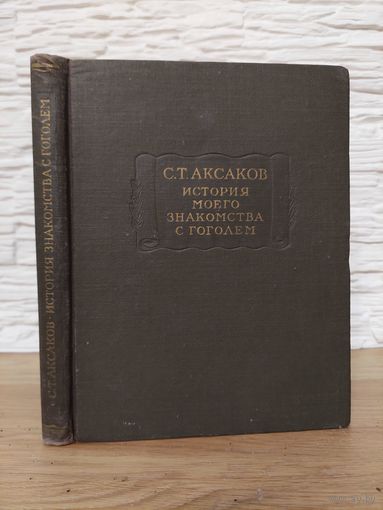 С.Т.АКСАКОВ
ИСТОРИЯ
МОЕГО
ЗНАКОМСТВА
С ГОГОЛЕМ
С.Т.АКСАКОВ · ИСТОРИЯ ЗНАКОМСТВА С ГОГОЛЕМ